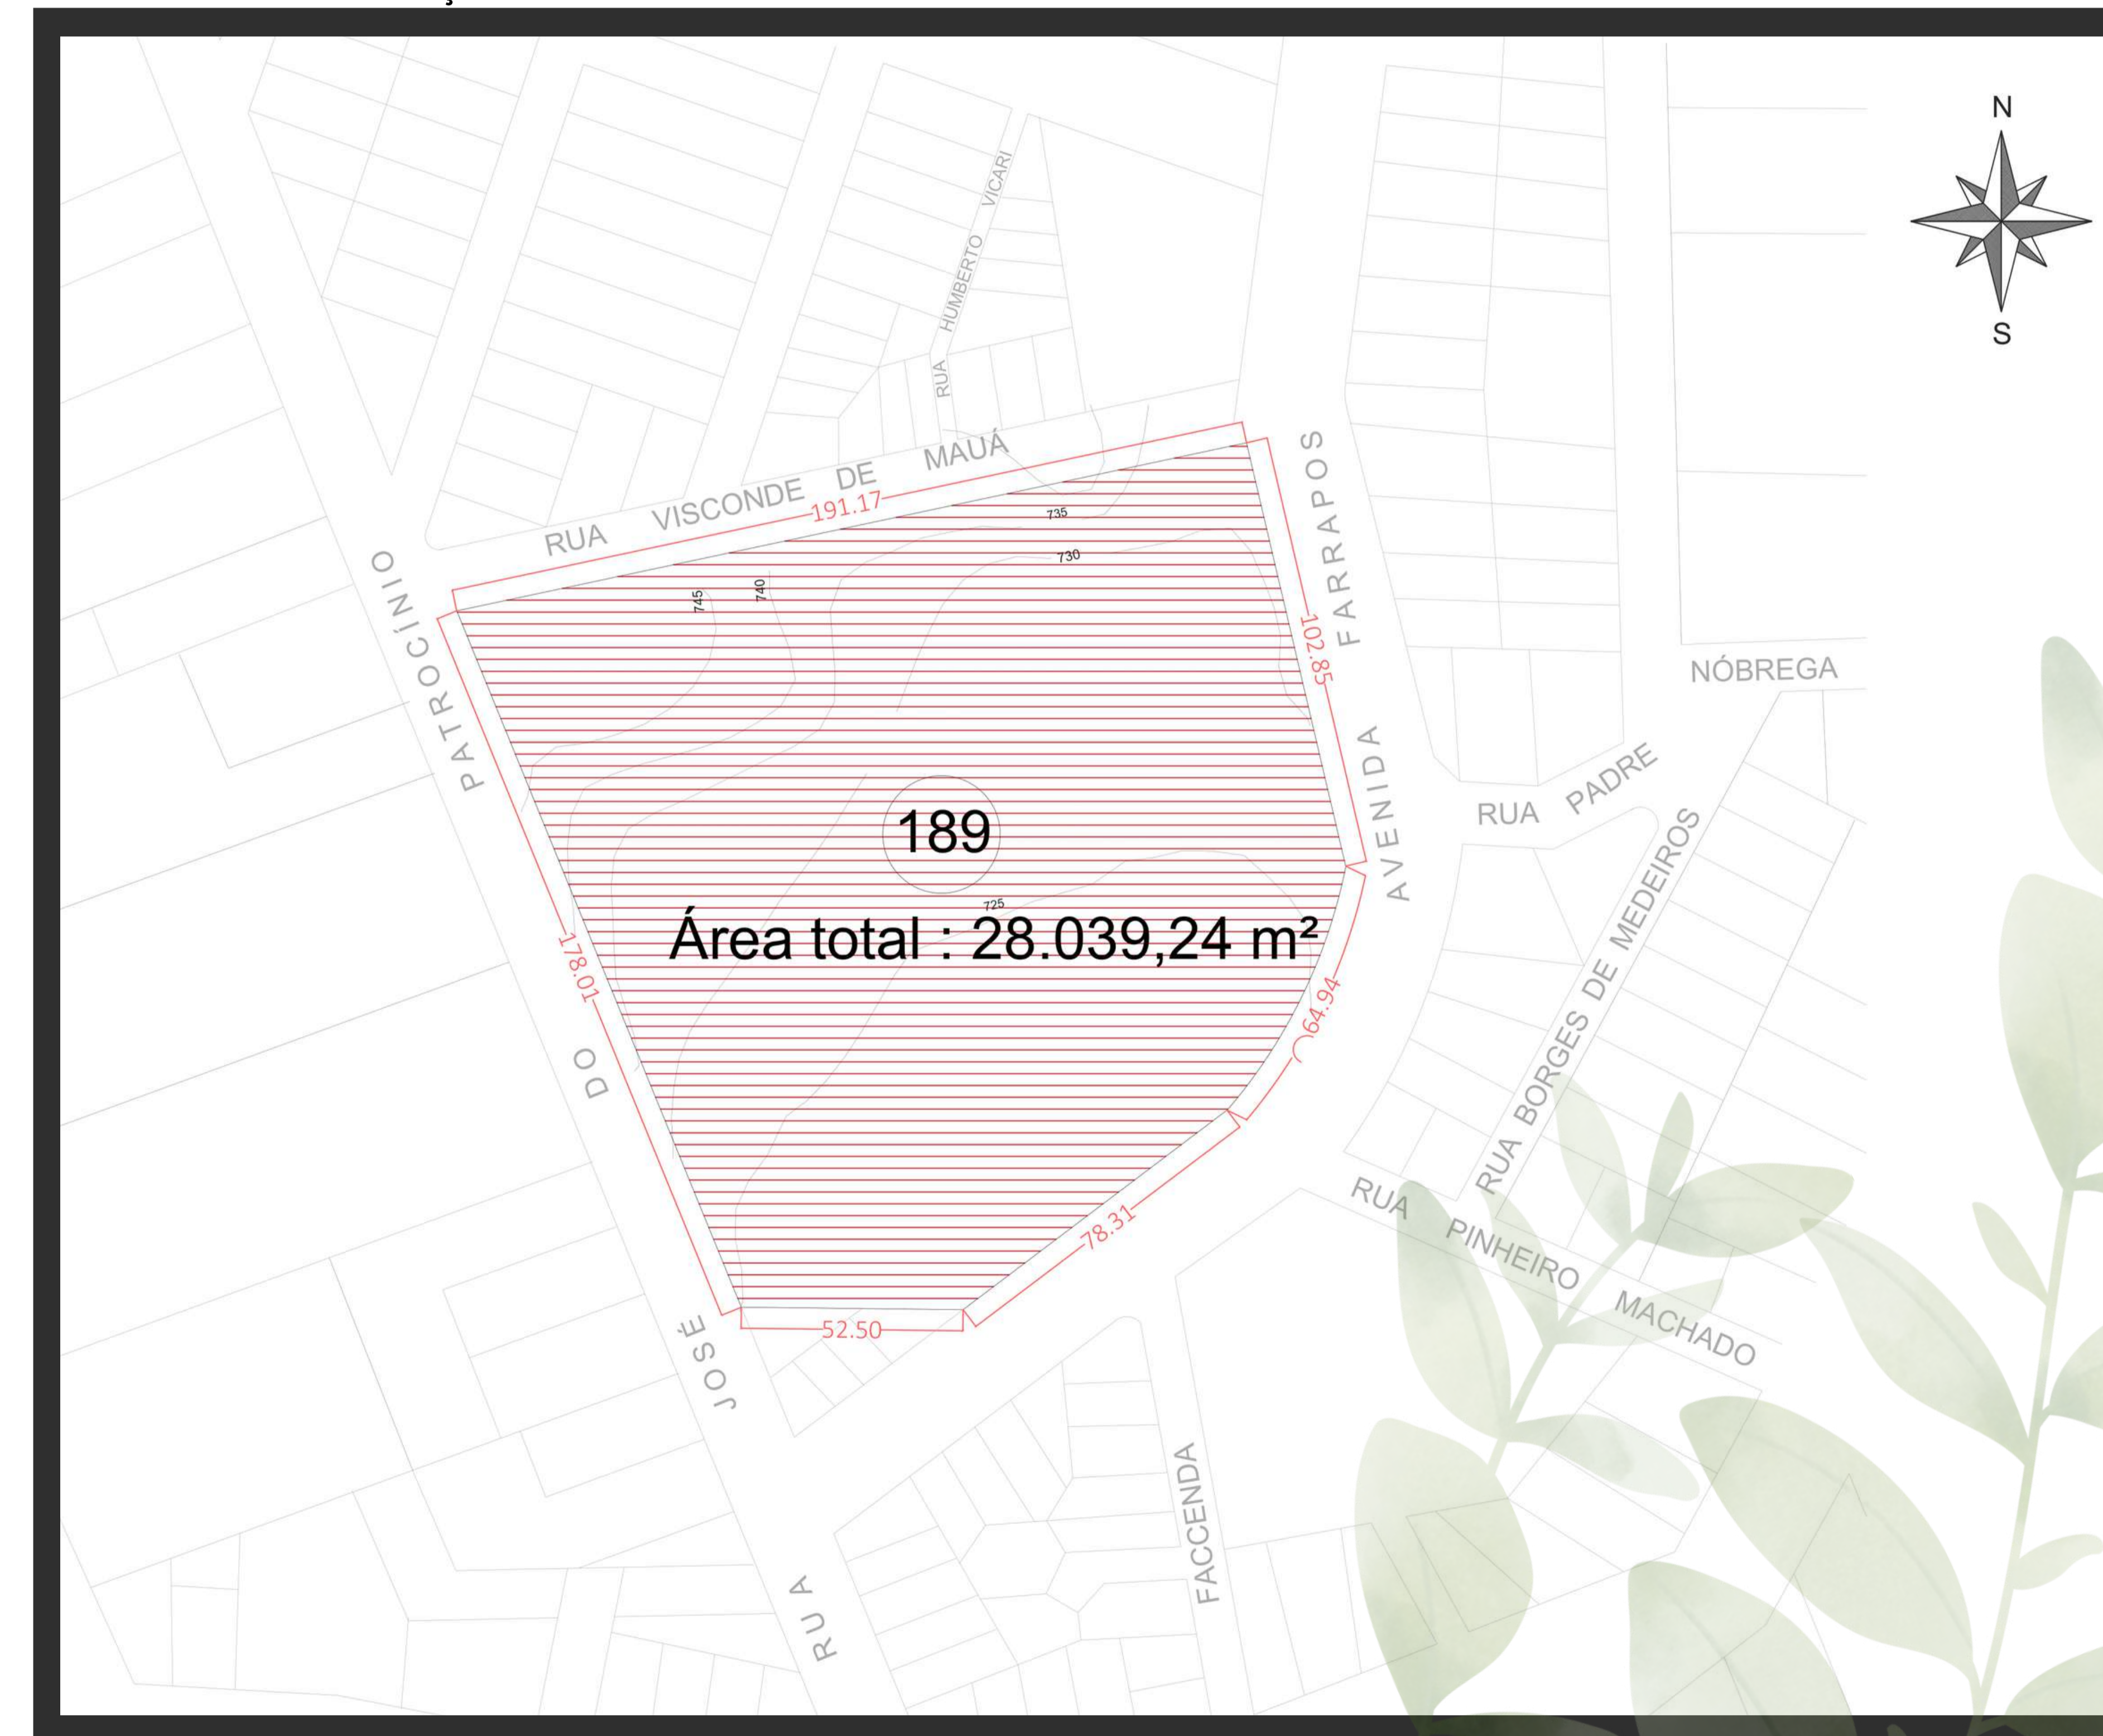 N
S
RUA HUMBERTO VICARI
RUA VISCONDE DE MAUÁ
191.17
735
730
745
740
AVENIDA FARRAPOS
102.85
NÓBREGA
RUA PADRE
RUA BORGES DE MEDEIROS
189
725
Área total : 28.039,24 m²
178.01
64.94
78.31
52.50
RUA JOSÉ DO PATROCÍNIO
RUA PINHEIRO MACHADO
FACCENDA